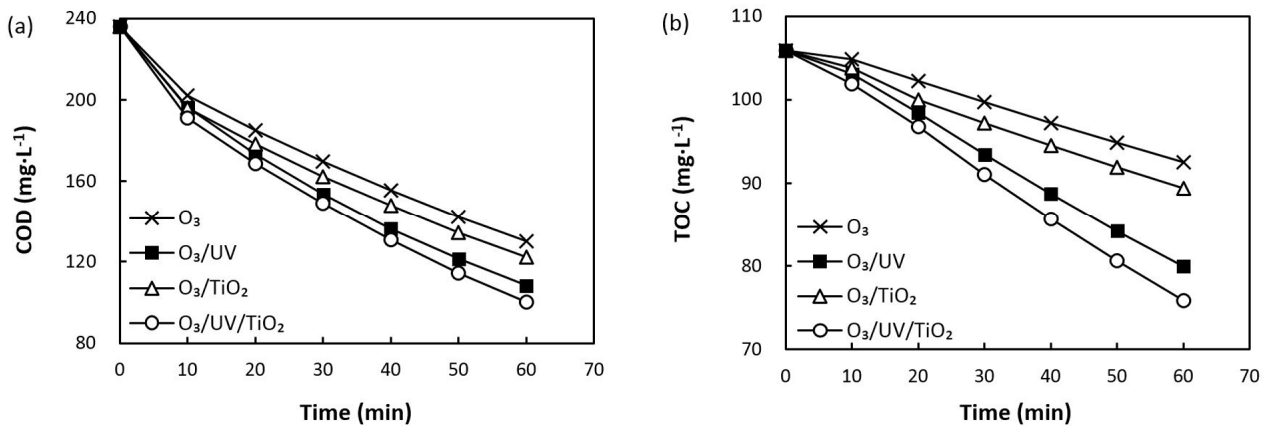 (a)
240
200
160
120
80
COD (mg·L⁻¹)
O₃
O₃/UV
O₃/TiO₂
O₃/UV/TiO₂
0 10 20 30 40 50 60 70
Time (min)
(b)
110
100
90
80
70
TOC (mg·L⁻¹)
O₃
O₃/UV
O₃/TiO₂
O₃/UV/TiO₂
0 10 20 30 40 50 60 70
Time (min)